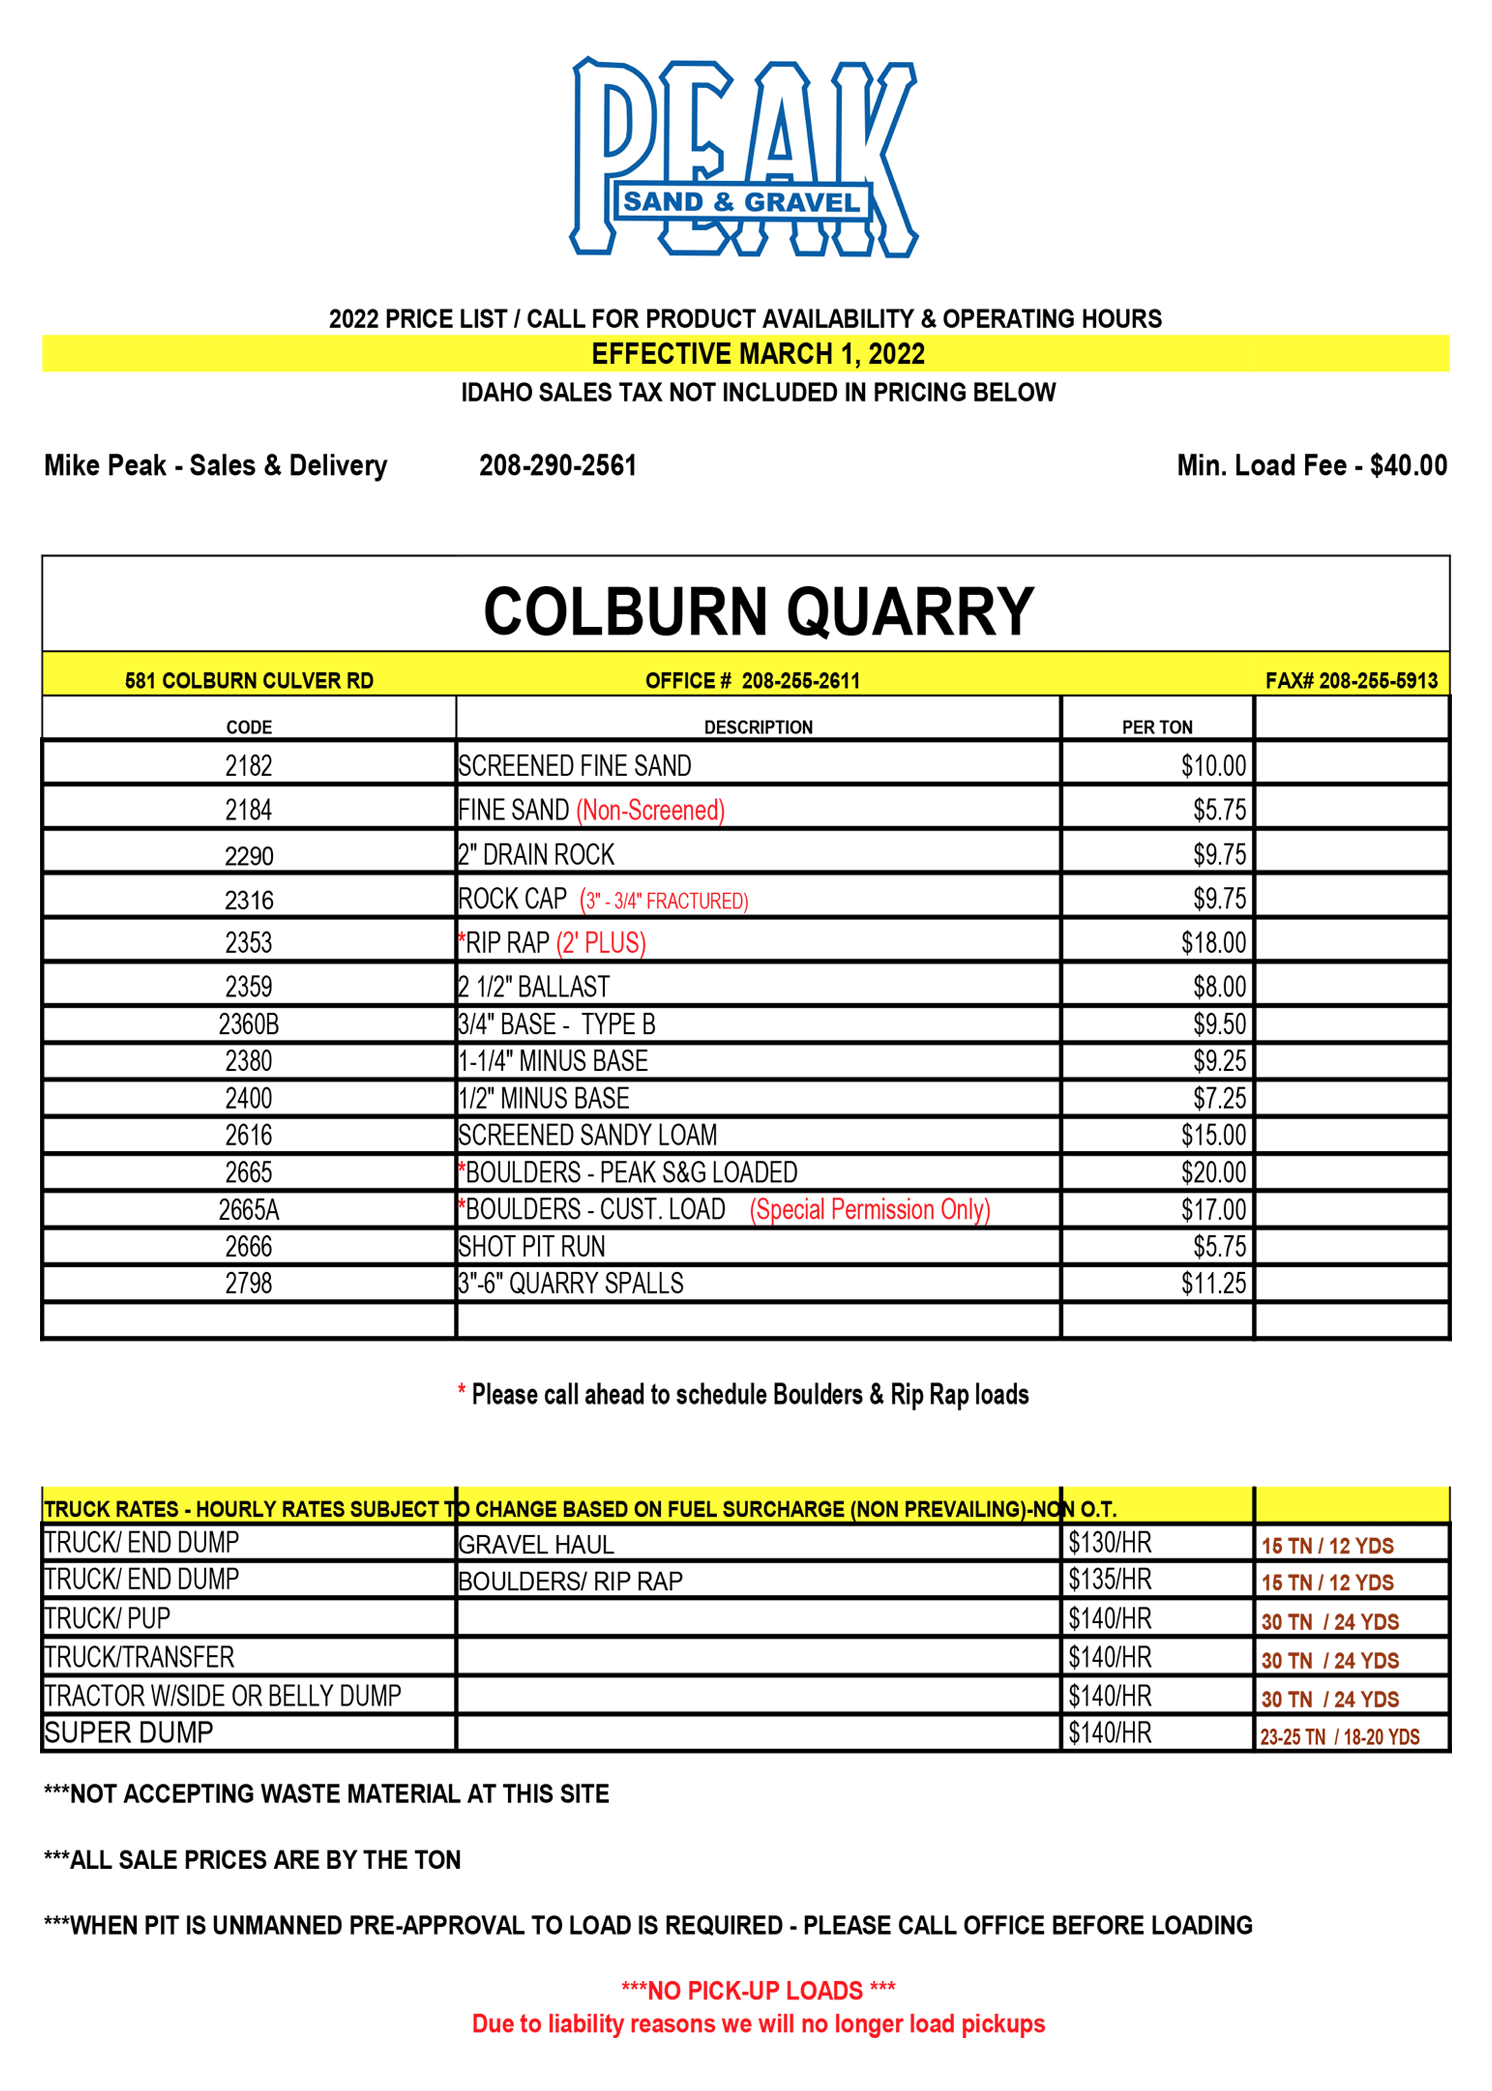 PEAK
SAND & GRAVEL
2022 PRICE LIST / CALL FOR PRODUCT AVAILABILITY & OPERATING HOURS
EFFECTIVE MARCH 1, 2022
IDAHO SALES TAX NOT INCLUDED IN PRICING BELOW
Mike Peak - Sales & Delivery 208-290-2561 Min. Load Fee - $40.00
COLBURN QUARRY
581 COLBURN CULVER RD OFFICE # 208-255-2611 FAX# 208-255-5913
CODE DESCRIPTION PER TON
2182 SCREENED FINE SAND $10.00
2184 FINE SAND (Non-Screened) $5.75
2290 2" DRAIN ROCK $9.75
2316 ROCK CAP (3" - 3/4" FRACTURED) $9.75
2353 *RIP RAP (2' PLUS) $18.00
2359 2 1/2" BALLAST $8.00
2360B 3/4" BASE - TYPE B $9.50
2380 1-1/4" MINUS BASE $9.25
2400 1/2" MINUS BASE $7.25
2616 SCREENED SANDY LOAM $15.00
2665 *BOULDERS - PEAK S&G LOADED $20.00
2665A *BOULDERS - CUST. LOAD (Special Permission Only) $17.00
2666 SHOT PIT RUN $5.75
2798 3"-6" QUARRY SPALLS $11.25
* Please call ahead to schedule Boulders & Rip Rap loads
TRUCK RATES - HOURLY RATES SUBJECT TO CHANGE BASED ON FUEL SURCHARGE (NON PREVAILING)-NON O.T.
TRUCK/ END DUMP GRAVEL HAUL $130/HR 15 TN / 12 YDS
TRUCK/ END DUMP BOULDERS/ RIP RAP $135/HR 15 TN / 12 YDS
TRUCK/ PUP $140/HR 30 TN / 24 YDS
TRUCK/TRANSFER $140/HR 30 TN / 24 YDS
TRACTOR W/SIDE OR BELLY DUMP $140/HR 30 TN / 24 YDS
SUPER DUMP $140/HR 23-25 TN / 18-20 YDS
***NOT ACCEPTING WASTE MATERIAL AT THIS SITE
***ALL SALE PRICES ARE BY THE TON
***WHEN PIT IS UNMANNED PRE-APPROVAL TO LOAD IS REQUIRED - PLEASE CALL OFFICE BEFORE LOADING
***NO PICK-UP LOADS ***
Due to liability reasons we will no longer load pickups